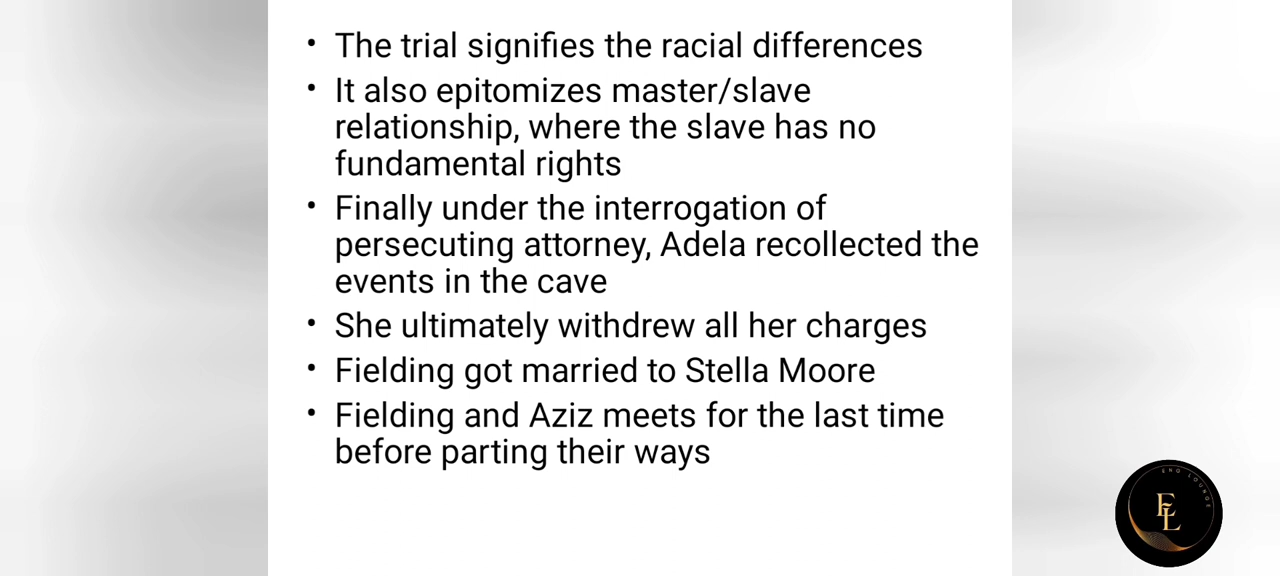 • The trial signifies the racial differences
• It also epitomizes master/slave
relationship, where the slave has no
fundamental rights
• Finally under the interrogation of
persecuting attorney, Adela recollected the
events in the cave
• She ultimately withdrew all her charges
• Fielding got married to Stella Moore
• Fielding and Aziz meets for the last time
before parting their ways
ENG LOUNGE
EL